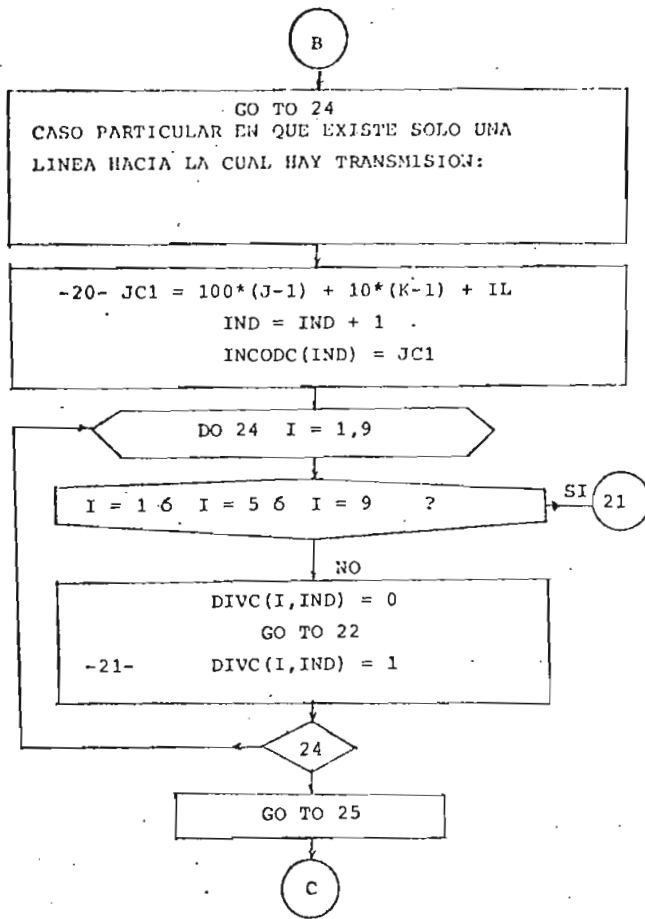 B
GO TO 24
CASO PARTICULAR EN QUE EXISTE SOLO UNA
LINEA HACIA LA CUAL HAY TRANSMISION:
-20- JC1 = 100*(J-1) + 10*(K-1) + IL
IND = IND + 1
INCODC(IND) = JC1
DO 24 I = 1,9
I = 1 ó I = 5 ó I = 9 ?
SI
21
NO
DIVC(I,IND) = 0
GO TO 22
-21- DIVC(I,IND) = 1
24
GO TO 25
C